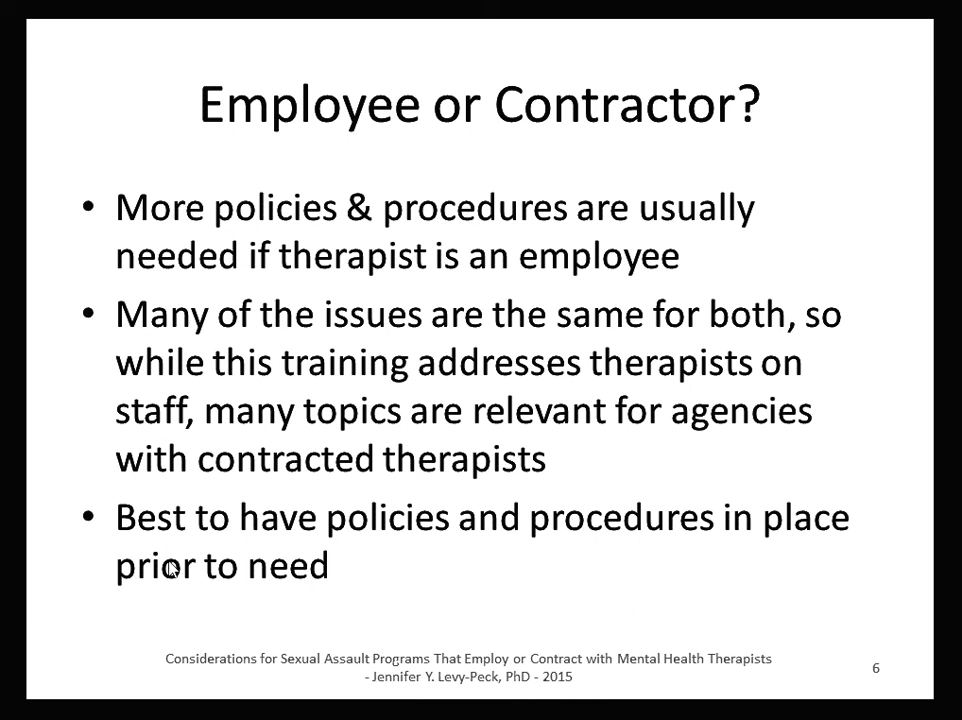 Employee or Contractor?
• More policies & procedures are usually
needed if therapist is an employee
• Many of the issues are the same for both, so
while this training addresses therapists on
staff, many topics are relevant for agencies
with contracted therapists
• Best to have policies and procedures in place
prior to need
Considerations for Sexual Assault Programs That Employ or Contract with Mental Health Therapists
- Jennifer Y. Levy-Peck, PhD - 2015
6